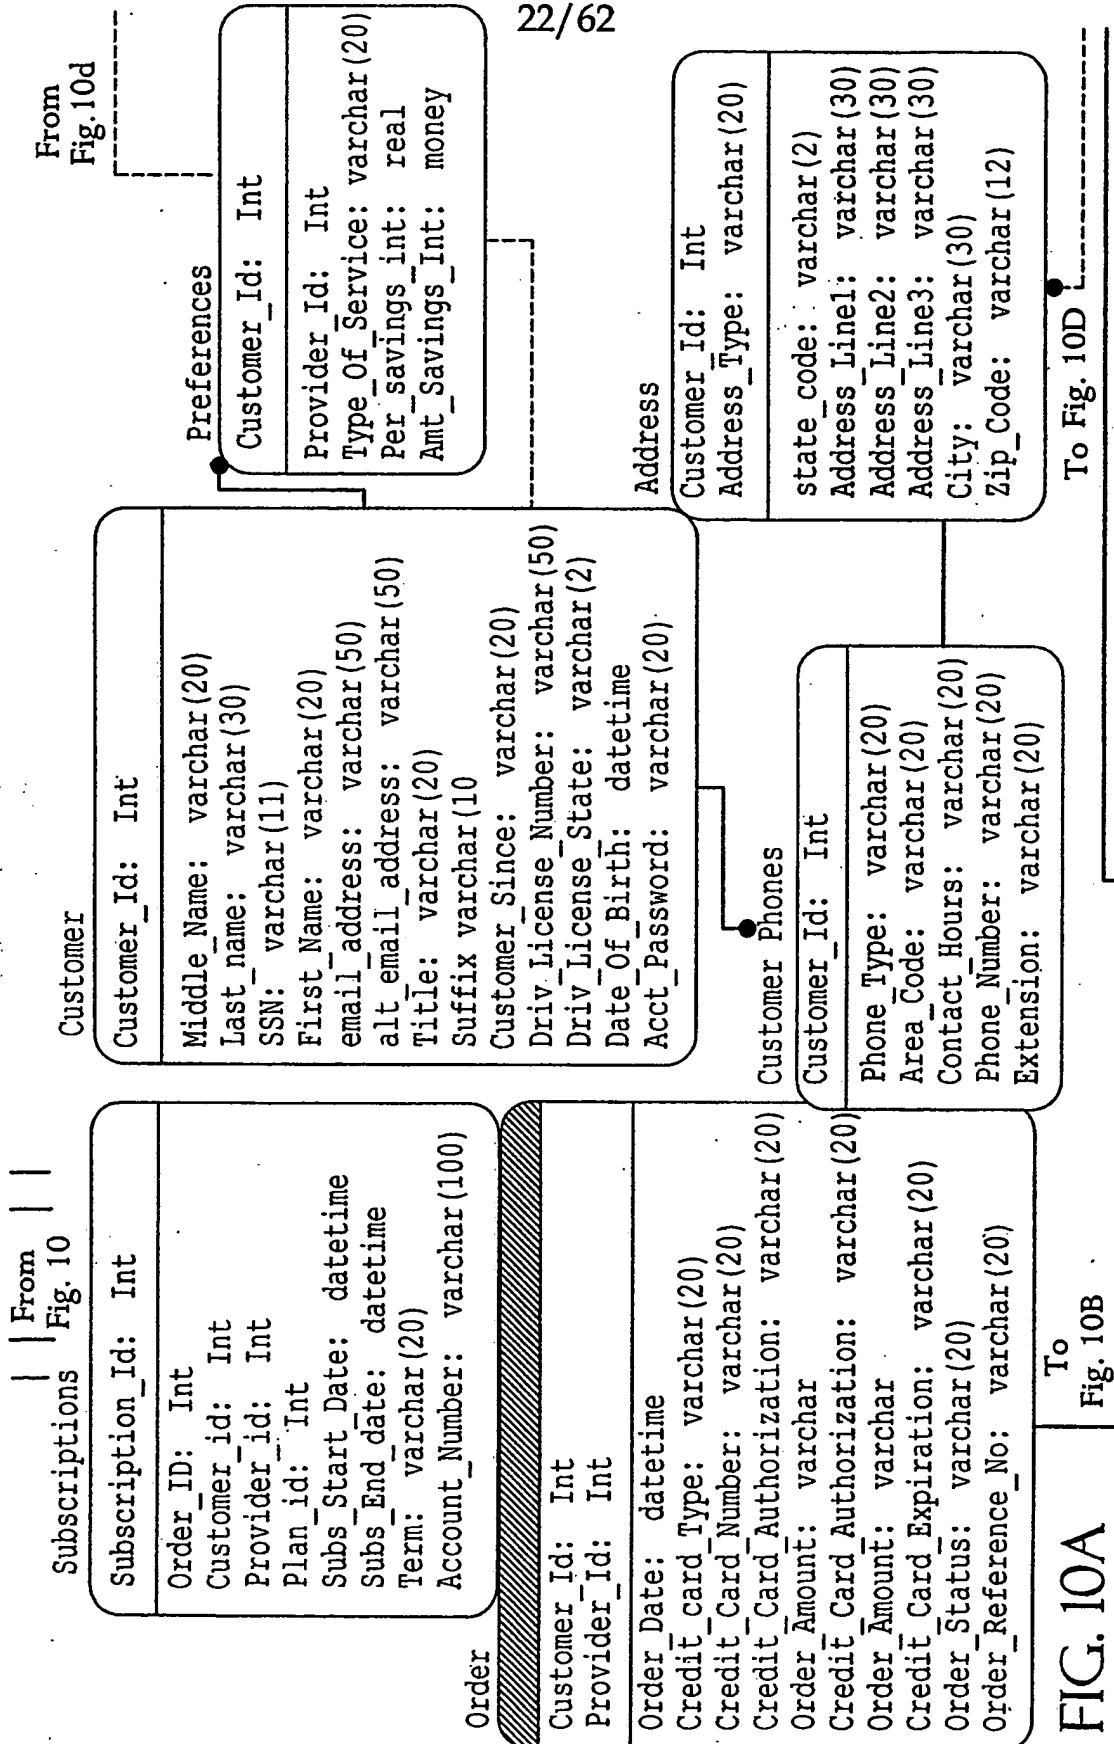 22/62
From
Fig. 10
Subscriptions
Subscription_Id: Int
Order_ID: Int
Customer_id: Int
Provider_id: Int
Plan_id: Int
Subs_Start_Date: datetime
Subs_End_date: datetime
Term: varchar(20)
Account_Number: varchar(100)
Customer
Customer_Id: Int
Middle_Name: varchar(20)
Last_name: varchar(30)
SSN: varchar(11)
First_Name: varchar(20)
email_address: varchar(50)
alt_email_address: varchar(50)
Title: varchar(20)
Suffix varchar(10
Customer_Since: varchar(20)
Driv_License_Number: varchar(50)
Driv_License_State: varchar(2)
Date_Of_Birth: datetime
Acct_Password: varchar(20)
From
Fig.10d
Preferences
Customer_Id: Int
Provider_Id: Int
Type_Of_Service: varchar(20)
Per_savings_int: real
Amt_Savings_Int: money
Order
Customer_Id: Int
Provider_Id: Int
Order_Date: datetime
Credit_card_Type: varchar(20)
Credit_Card_Number: varchar(20)
Credit_Card_Authorization: varchar(20)
Order_Amount: varchar
Credit_Card_Authorization: varchar(20)
Order_Amount: varchar
Credit_Card_Expiration: varchar(20)
Order_Status: varchar(20)
Order_Reference_No: varchar(20)
Customer Phones
Customer_Id: Int
Phone_Type: varchar(20)
Area_Code: varchar(20)
Contact_Hours: varchar(20)
Phone_Number: varchar(20)
Extension: varchar(20)
Address
Customer_Id: Int
Address_Type: varchar(20)
state_code: varchar(2)
Address_Line1: varchar(30)
Address_Line2: varchar(30)
Address_Line3: varchar(30)
City: varchar(30)
Zip_Code: varchar(12)
To Fig. 10D
To
Fig. 10B
FIG. 10A